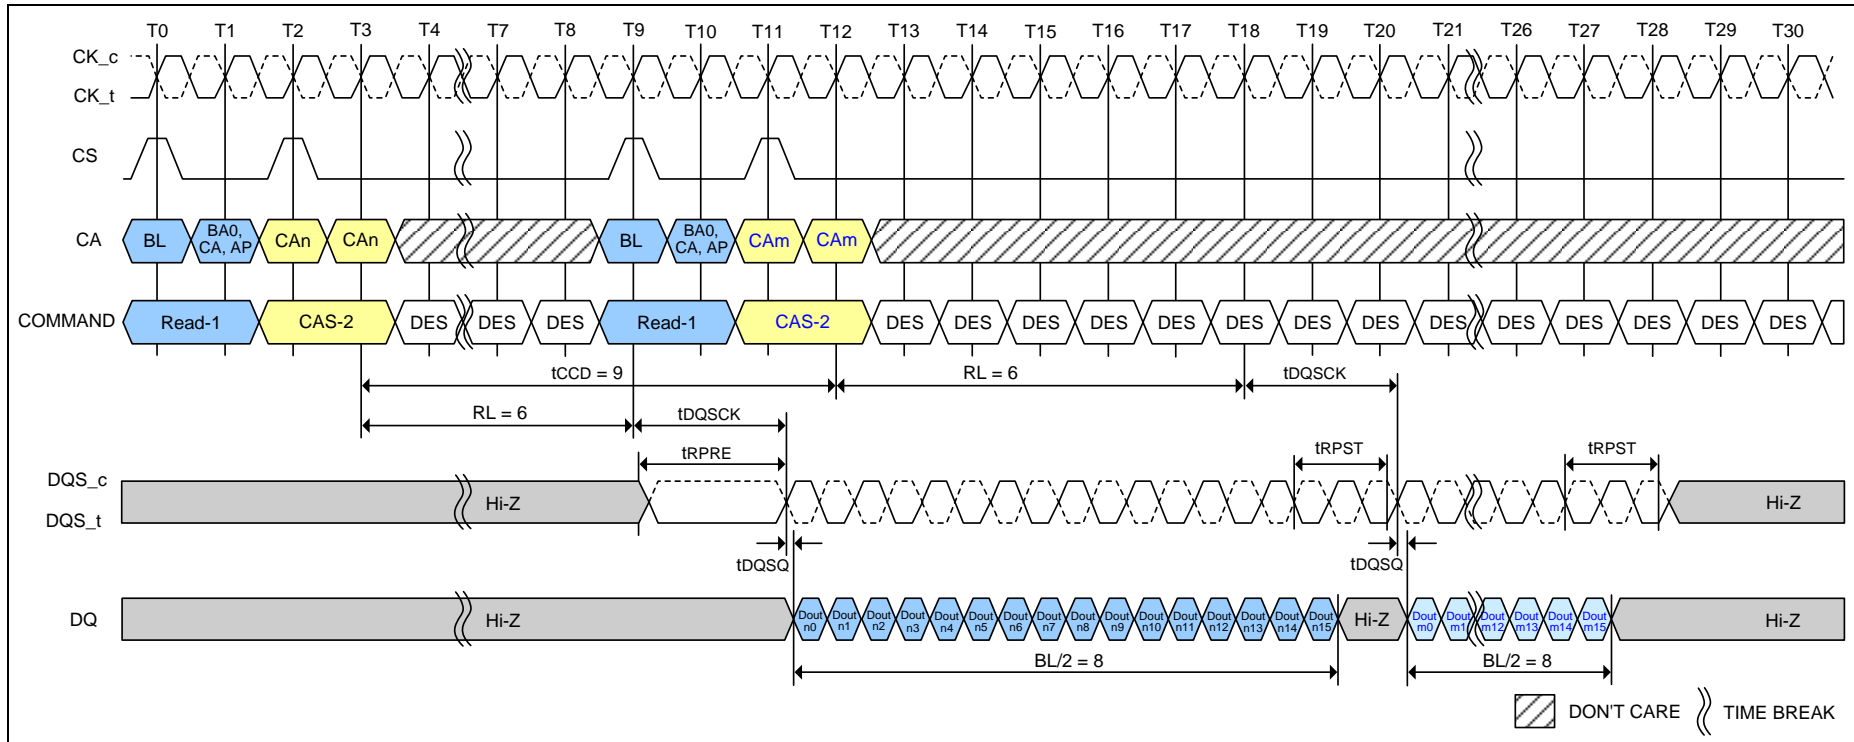 T0 T1 T2 T3 T4 T7 T8 T9 T10 T11 T12 T13 T14 T15 T16 T17 T18 T19 T20 T21 T26 T27 T28 T29 T30
CK_c
CK_t
CS
CA BL BA0, CA, AP CAn CAn BL BA0, CA, AP CAm CAm
COMMAND Read-1 CAS-2 DES DES DES Read-1 CAS-2 DES DES DES DES DES DES DES DES DES DES DES DES DES DES
tCCD = 9 RL = 6 tDQSCK
RL = 6 tDQSCK
tRPRE tRPST tRPST
DQS_c
Hi-Z Hi-Z
DQS_t
tDQSQ tDQSQ
DQ Hi-Z Dout n0 Dout n1 Dout n2 Dout n3 Dout n4 Dout n5 Dout n6 Dout n7 Dout n8 Dout n9 Dout n10 Dout n11 Dout n12 Dout n13 Dout n14 Dout n15 Hi-Z Dout m0 Dout m1 Dout m12 Dout m13 Dout m14 Dout m15 Hi-Z
BL/2 = 8 BL/2 = 8
DON'T CARE TIME BREAK